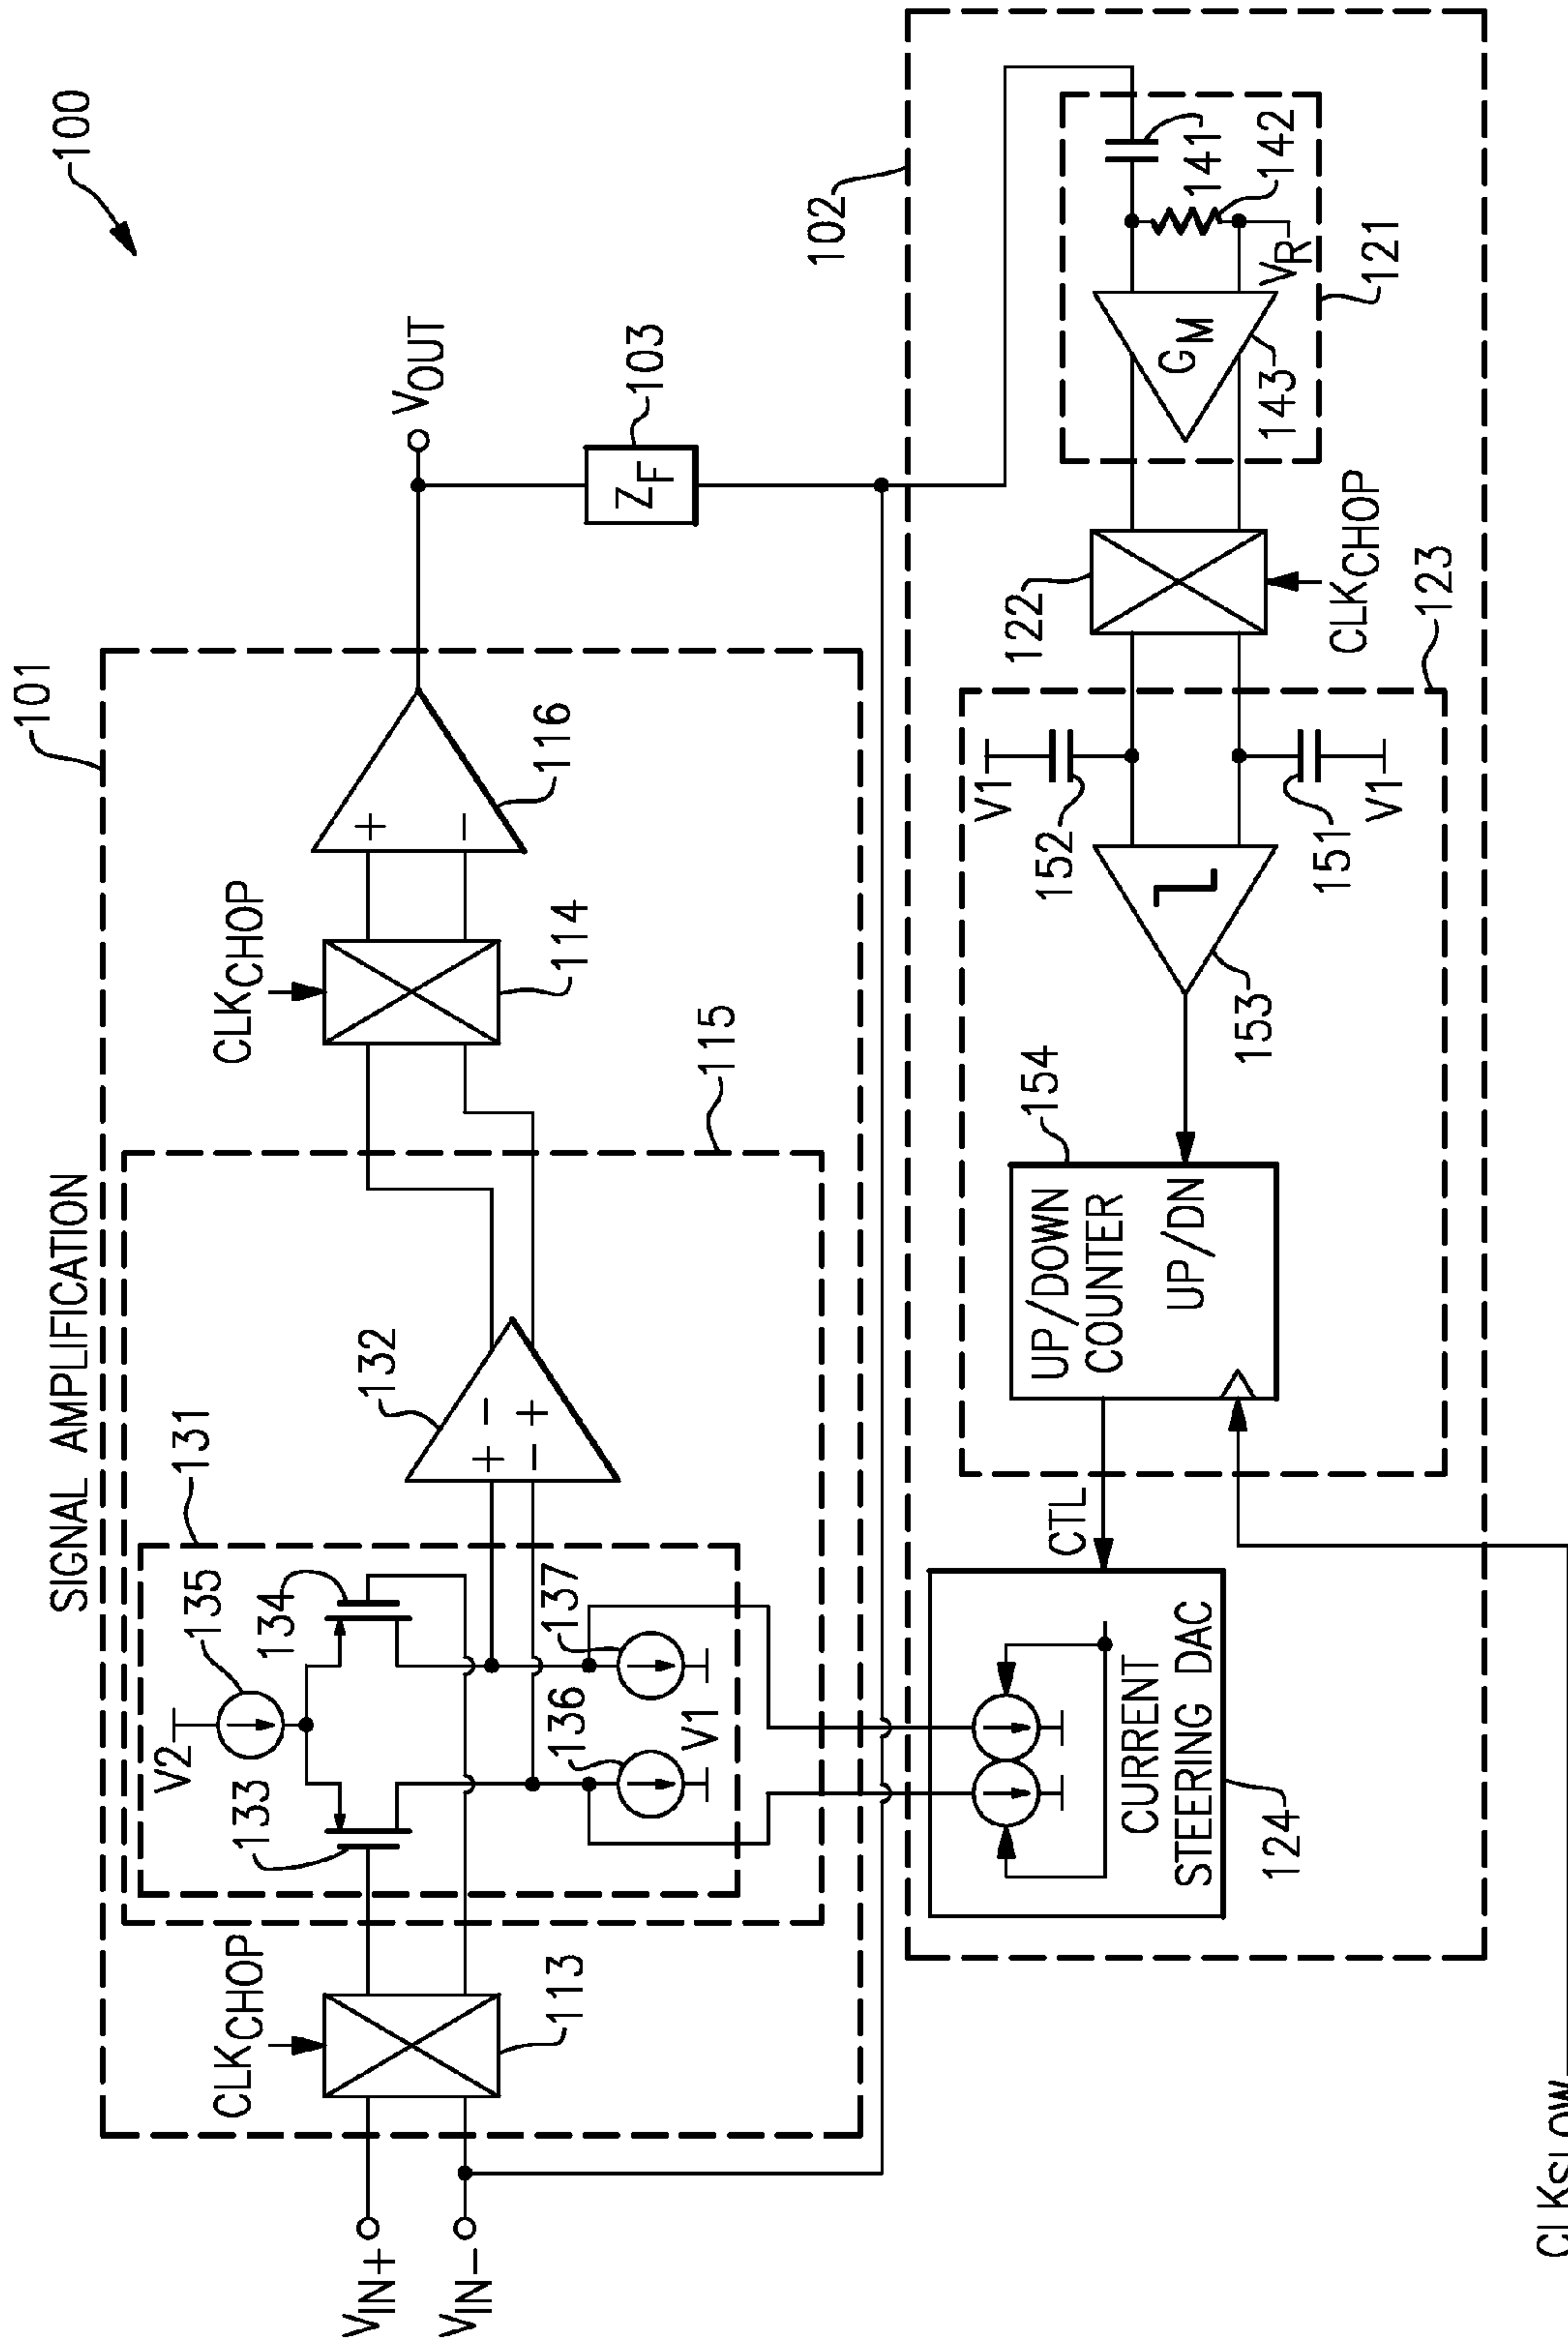 100
101
SIGNAL AMPLIFICATION
115
131
V2
135
133
134
136
137
V1
132
+ −
− +
CLKCHOP
113
CLKCHOP
114
+
−
116
VOUT
ZF
103
VIN+
VIN−
102
CTL
CURRENT
STEERING DAC
124
154
UP/DOWN
COUNTER
UP/DN
153
V1
152
151
V1
123
122
CLKCHOP
GM
143
VR
141
142
121
CLKSLOW